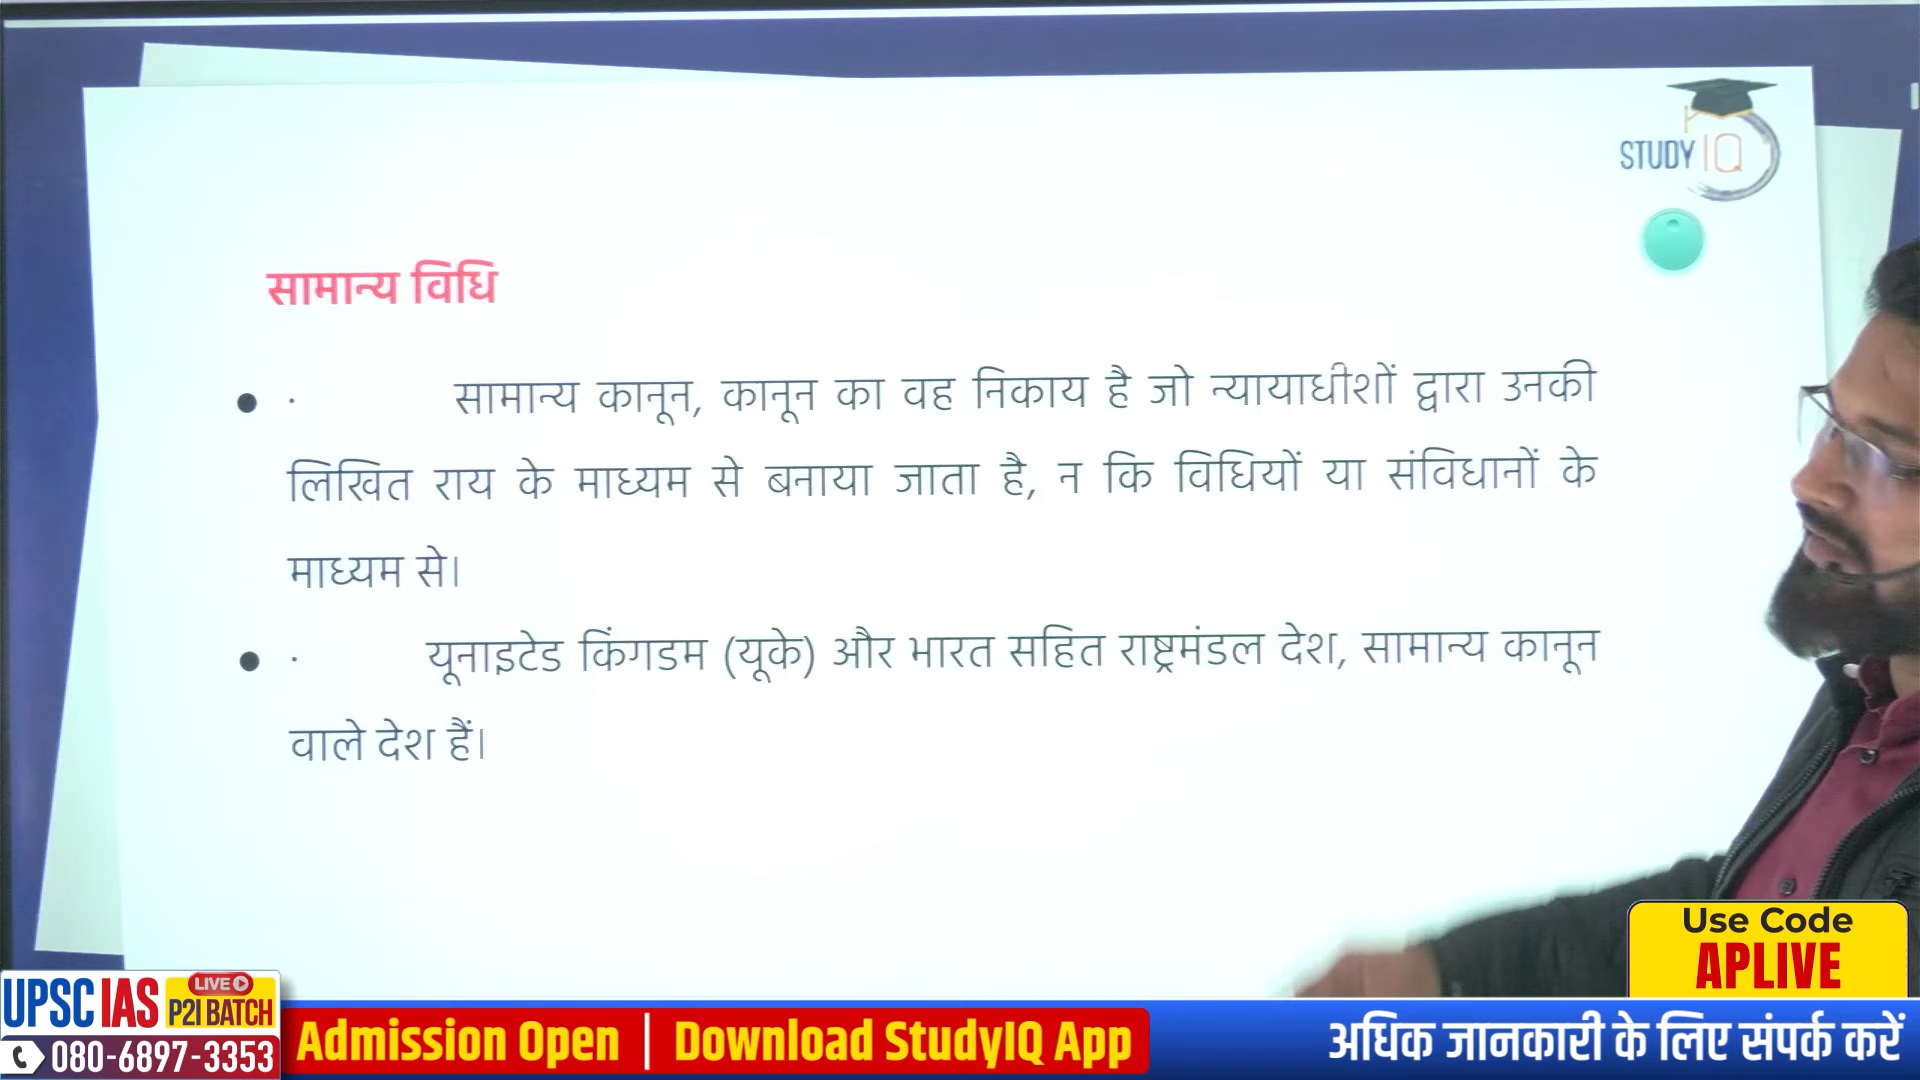 STUDY IQ
सामान्य विधि
● · सामान्य कानून, कानून का वह निकाय है जो न्यायाधीशों द्वारा उनकी
लिखित राय के माध्यम से बनाया जाता है, न कि विधियों या संविधानों के
माध्यम से।
● · यूनाइटेड किंगडम (यूके) और भारत सहित राष्ट्रमंडल देश, सामान्य कानून
वाले देश हैं।
Use Code
APLIVE
UPSC IAS LIVE P2I BATCH
080-6897-3353
Admission Open | Download StudyIQ App
अधिक जानकारी के लिए संपर्क करें